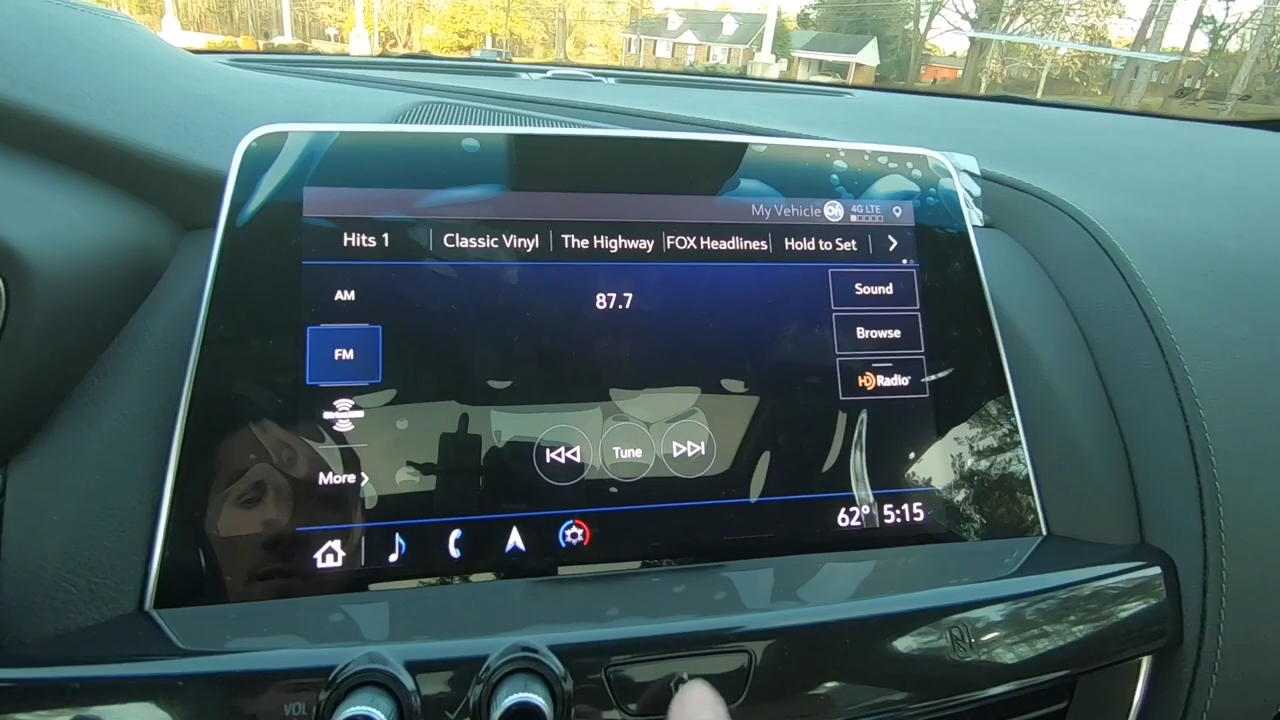 My Vehicle On 4G LTE
Hits 1 Classic Vinyl The Highway FOX Headlines Hold to Set
AM
87.7
Sound
FM
Browse
HD Radio
Tune
More
62° 5:15
VOL